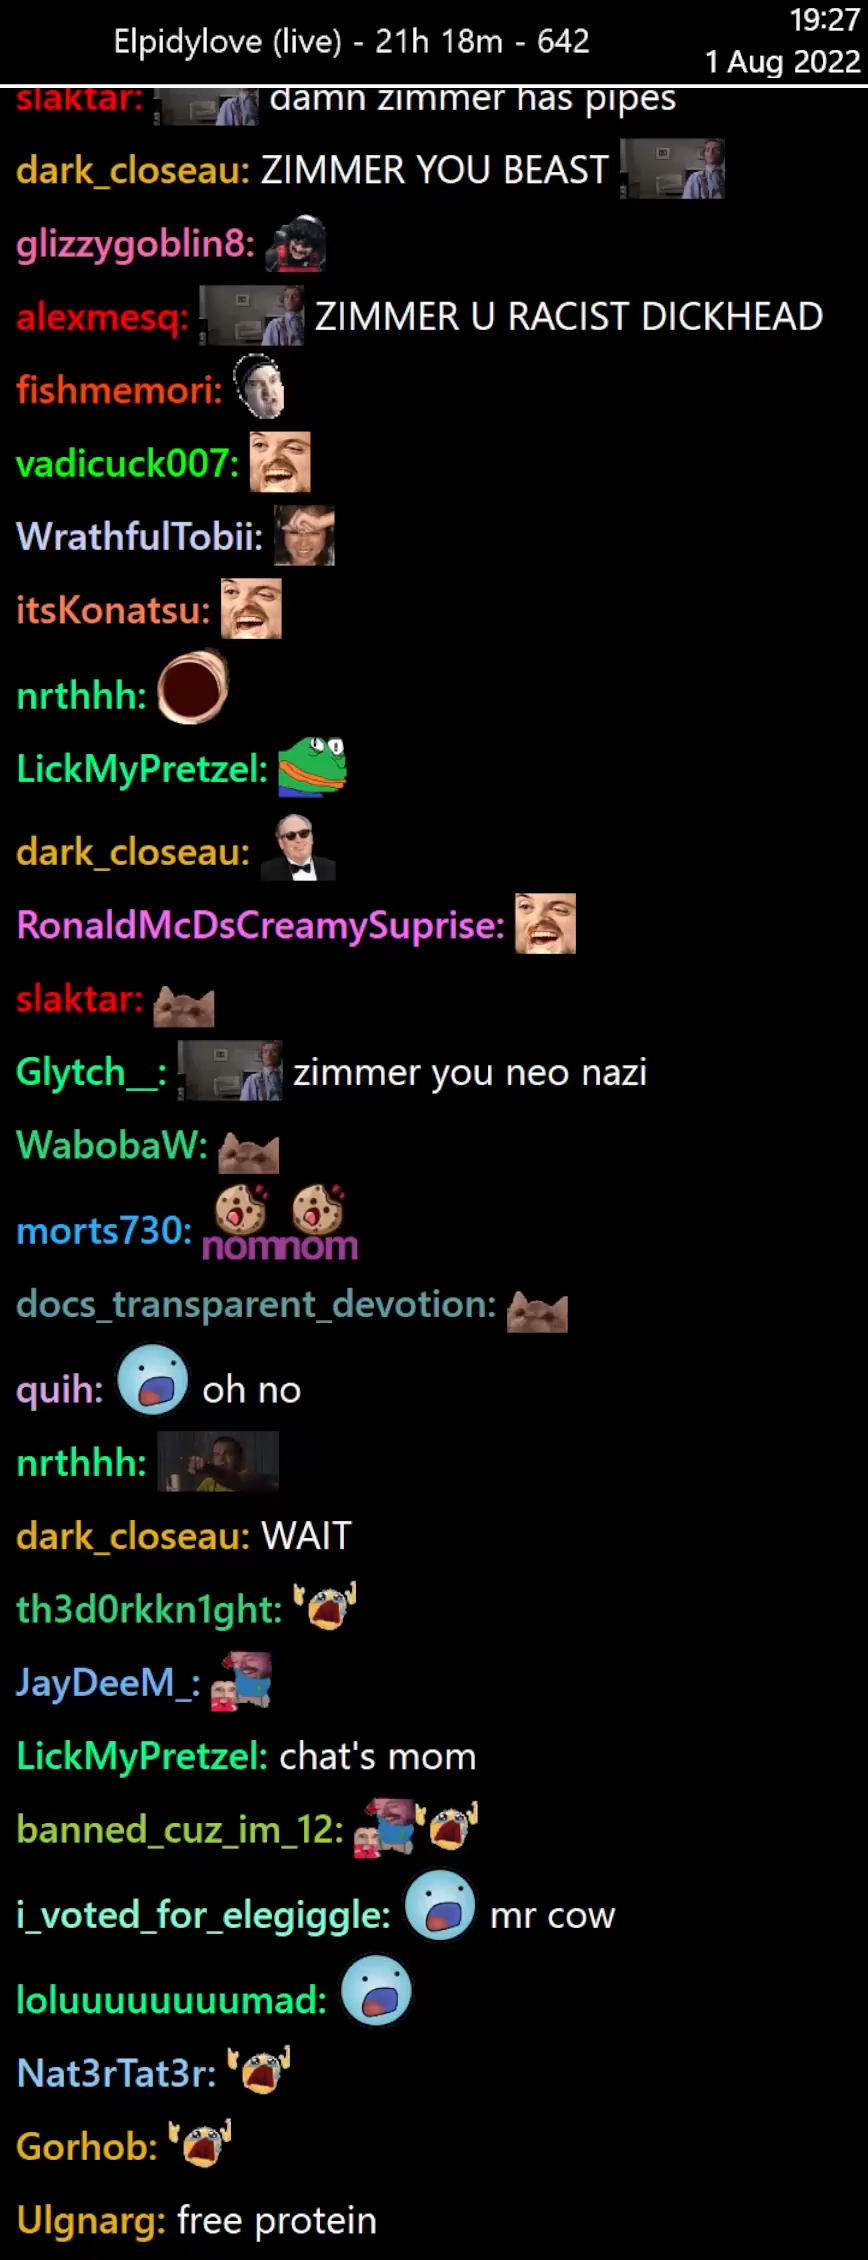 Elpidylove (live) - 21h 18m - 642
19:27
1 Aug 2022
slaktar: damn zimmer has pipes
dark_closeau: ZIMMER YOU BEAST
glizzygoblin8:
alexmesq: ZIMMER U RACIST DICKHEAD
fishmemori:
vadicuck007:
WrathfulTobii:
itsKonatsu:
nrthhh:
LickMyPretzel:
dark_closeau:
RonaldMcDsCreamySuprise:
slaktar:
Glytch__: zimmer you neo nazi
WabobaW:
morts730: nomnom
docs_transparent_devotion:
quih: oh no
nrthhh:
dark_closeau: WAIT
th3d0rkkn1ght:
JayDeeM_:
LickMyPretzel: chat's mom
banned_cuz_im_12:
i_voted_for_elegiggle: mr cow
loluuuuuuuuumad:
Nat3rTat3r:
Gorhob:
Ulgnarg: free protein